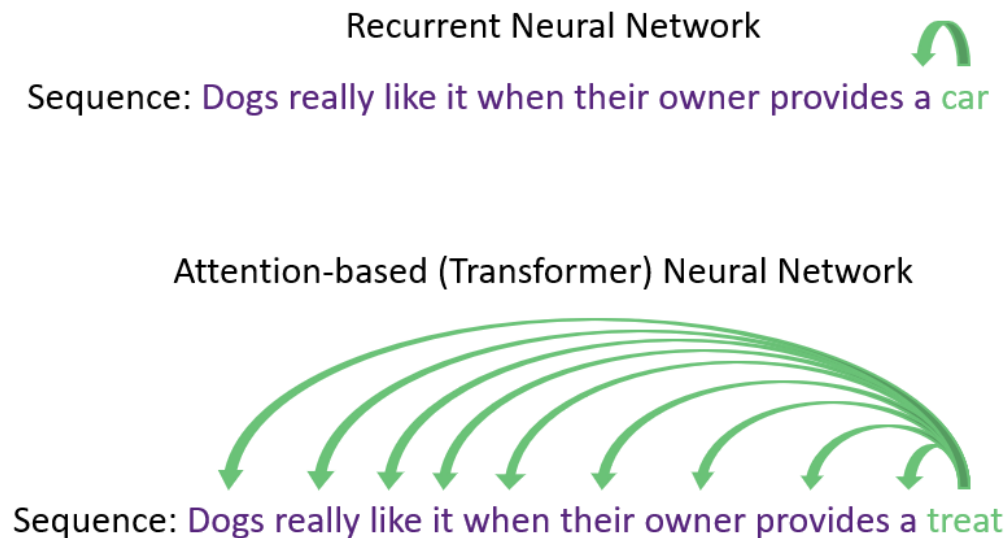 Recurrent Neural Network
Sequence: Dogs really like it when their owner provides a car
Attention-based (Transformer) Neural Network
Sequence: Dogs really like it when their owner provides a treat